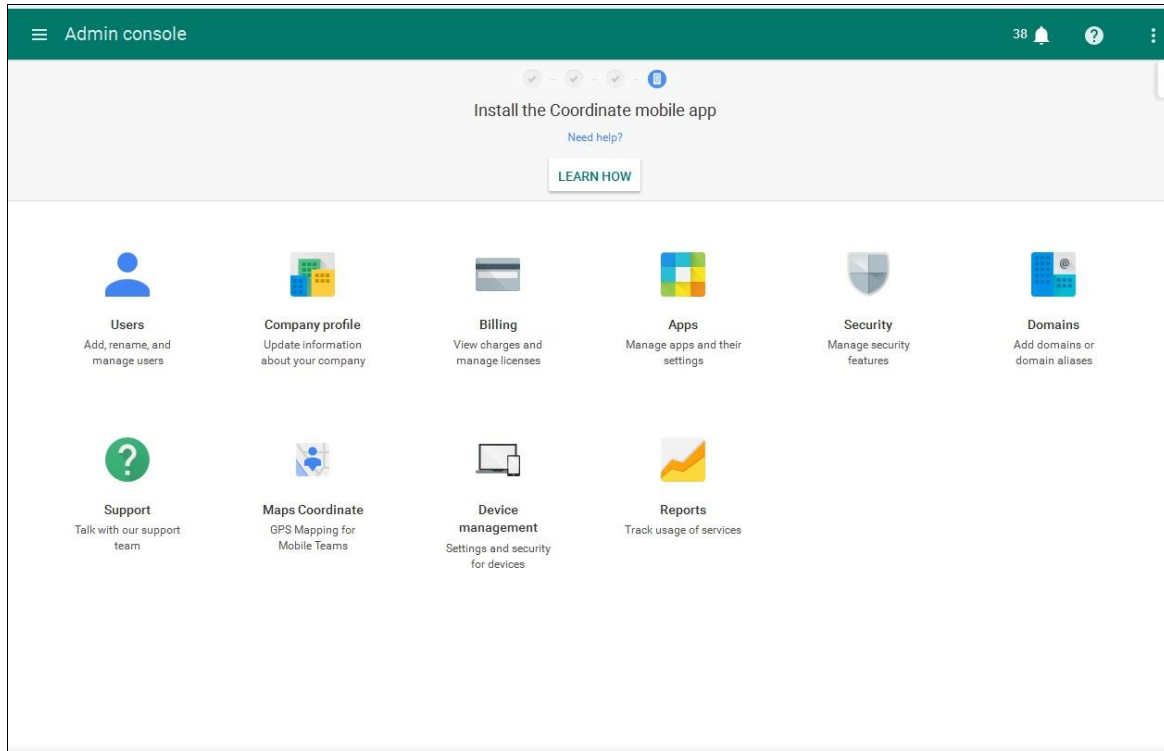 Admin console
38
Install the Coordinate mobile app
Need help?
LEARN HOW
Users
Add, rename, and
manage users
Company profile
Update information
about your company
Billing
View charges and
manage licenses
Apps
Manage apps and their
settings
Security
Manage security
features
Domains
Add domains or
domain aliases
Support
Talk with our support
team
Maps Coordinate
GPS Mapping for
Mobile Teams
Device
management
Settings and security
for devices
Reports
Track usage of services